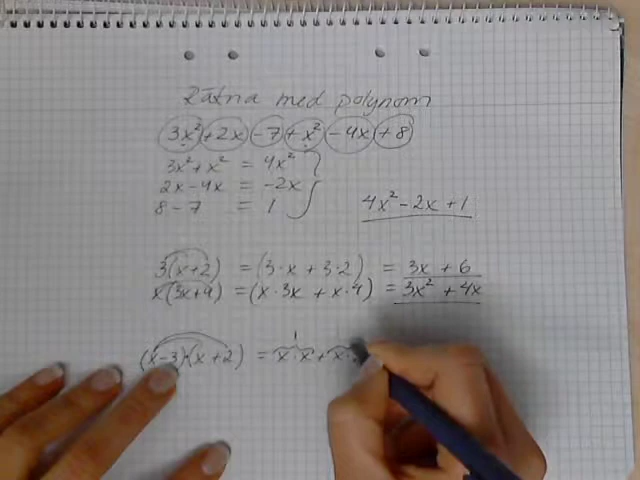 Räkna med polynom
3x² + 2x - 7 + x² - 4x + 8
3x² + x² = 4x²
2x - 4x = -2x
8 - 7 = 1
4x² - 2x + 1
3(x+2) = (3·x + 3·2) = 3x + 6
x(3x+4) = (x·3x + x·4) = 3x² + 4x
1
(x-3)·(x+2) = x·x + x·